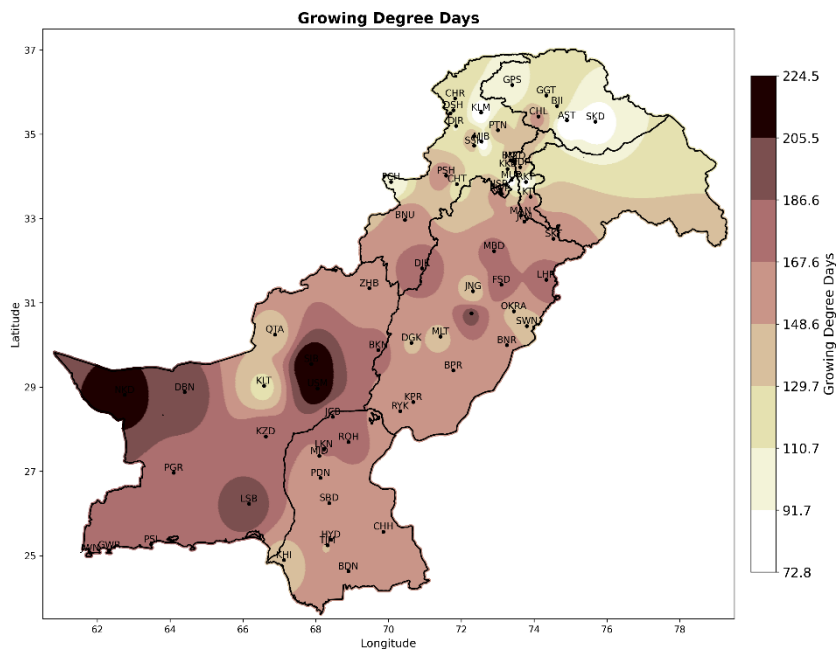 Growing Degree Days
37
35
33
31
29
27
25
Latitude
62
64
66
68
70
72
74
76
78
Longitude
224.5
205.5
186.6
167.6
148.6
129.7
110.7
91.7
72.8
Growing Degree Days
GPS
CHR
GGT
BJI
DSH
KLM
CHL
AST
SKD
DIR
PTN
PSH
CHT
BNU
MBD
DIK
ZHB
JNG
FSD
LHR
OKRA
SWN
QTA
DGK
MLT
BKN
BNR
BPR
KLT
DBN
RYK
KPR
JCD
KZD
LKN
ROH
MJD
PGR
PDN
LSB
SBD
CHH
HYD
JWN
GWR
PSI
KHI
BDN